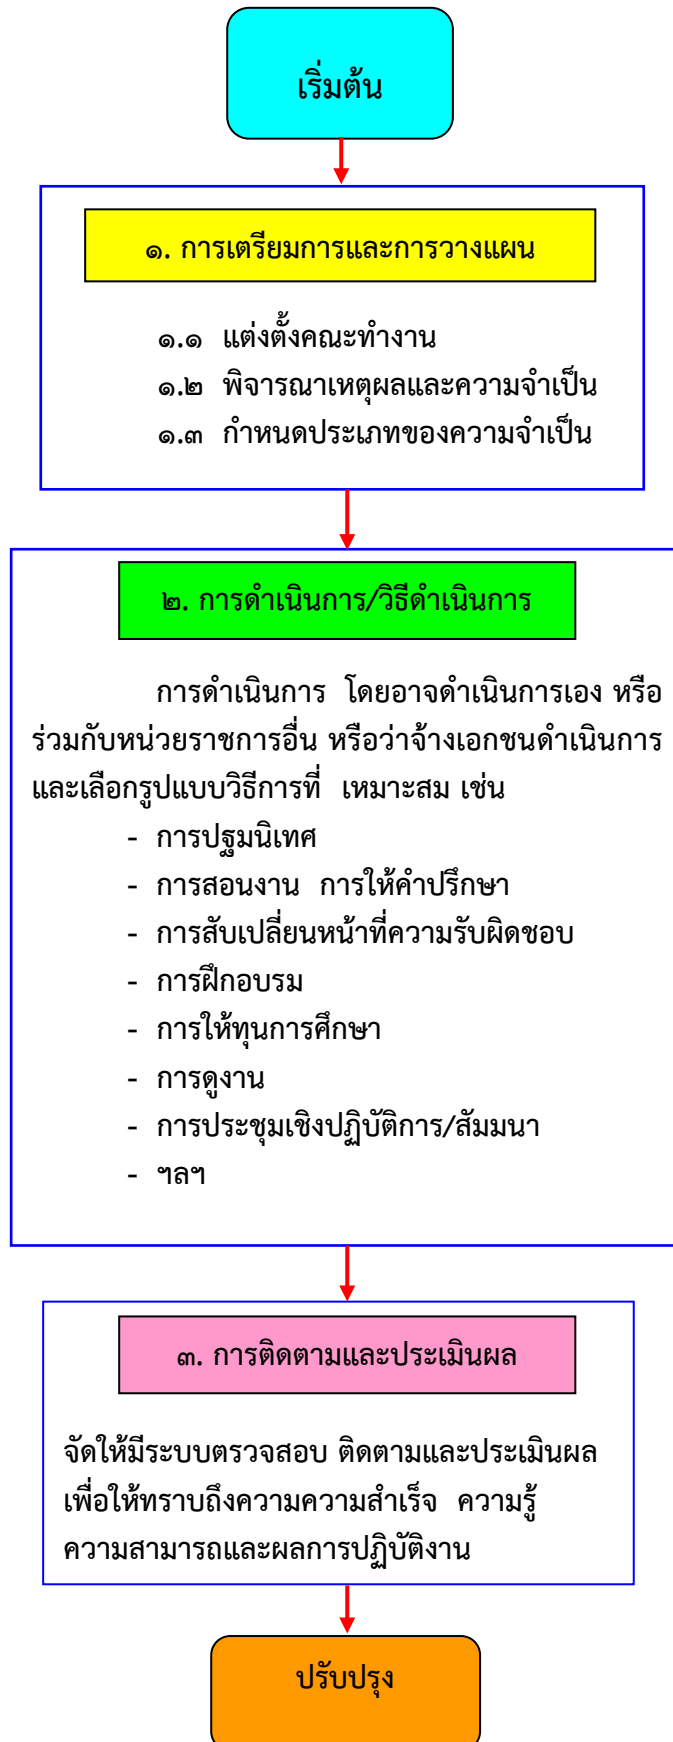 เริ่มต้น
๑. การเตรียมการและการวางแผน
๑.๑ แต่งตั้งคณะทำงาน
๑.๒ พิจารณาเหตุผลและความจำเป็น
๑.๓ กำหนดประเภทของความจำเป็น
๒. การดำเนินการ/วิธีดำเนินการ
การดำเนินการ โดยอาจดำเนินการเอง หรือ
ร่วมกับหน่วยราชการอื่น หรือว่าจ้างเอกชนดำเนินการ
และเลือกรูปแบบวิธีการที่ เหมาะสม เช่น
- การปฐมนิเทศ
- การสอนงาน การให้คำปรึกษา
- การสับเปลี่ยนหน้าที่ความรับผิดชอบ
- การฝึกอบรม
- การให้ทุนการศึกษา
- การดูงาน
- การประชุมเชิงปฏิบัติการ/สัมมนา
- ฯลฯ
๓. การติดตามและประเมินผล
จัดให้มีระบบตรวจสอบ ติดตามและประเมินผล
เพื่อให้ทราบถึงความความสำเร็จ ความรู้
ความสามารถและผลการปฏิบัติงาน
ปรับปรุง